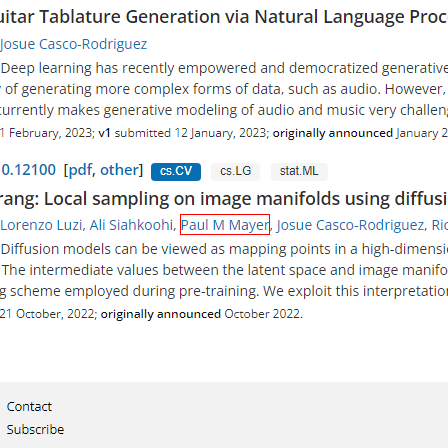 uitar Tablature Generation via Natural Language Proc
Josue Casco-Rodriguez
Deep learning has recently empowered and democratized generative
of generating more complex forms of data, such as audio. However,
currently makes generative modeling of audio and music very challen
1 February, 2023; v1 submitted 12 January, 2023; originally announced January 2
0.12100 [pdf, other] cs.CV cs.LG stat.ML
rang: Local sampling on image manifolds using diffusi
Lorenzo Luzi, Ali Siahkoohi, Paul M Mayer, Josue Casco-Rodriguez, Ric
Diffusion models can be viewed as mapping points in a high-dimensi
The intermediate values between the latent space and image manifo
g scheme employed during pre-training. We exploit this interpretation
21 October, 2022; originally announced October 2022.
Contact
Subscribe